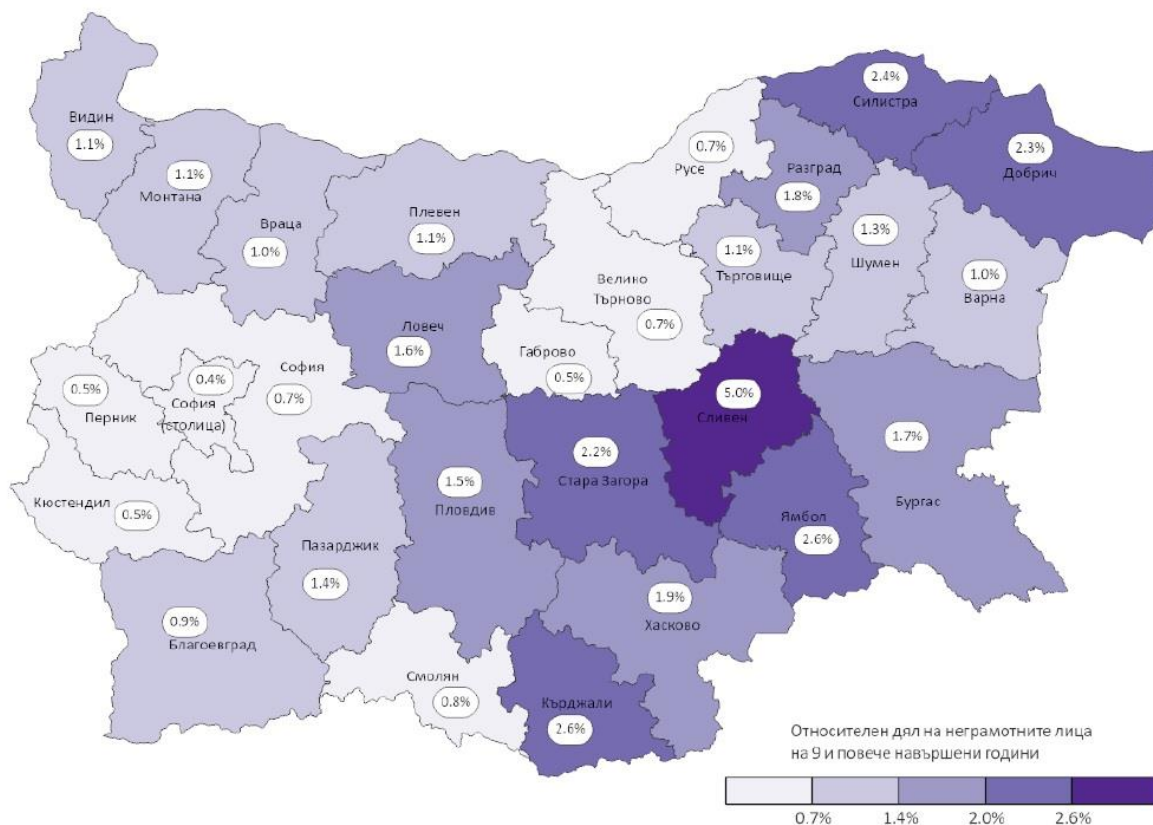 2.4%
Силистра
2.3%
Добрич
Видин
1.1%
0.7%
Русе
Разград
1.8%
1.1%
Монтана
Враца
1.0%
Плевен
1.1%
1.3%
Шумен
1.1%
Търговище
1.0%
Варна
Велино
Търново
0.7%
Ловеч
1.6%
Габрово
0.5%
София
0.7%
0.4%
София
(столица)
0.5%
Перник
5.0%
Сливен
1.7%
Бургас
2.2%
Стара Загора
1.5%
Пловдив
Кюстендил
0.5%
Ямбол
2.6%
Пазарджик
1.4%
1.9%
Хасково
0.9%
Благоевград
Смолян
0.8%
Кърджали
2.6%
Относителен дял на неграмотните лица
на 9 и повече навършени години
0.7% 1.4% 2.0% 2.6%